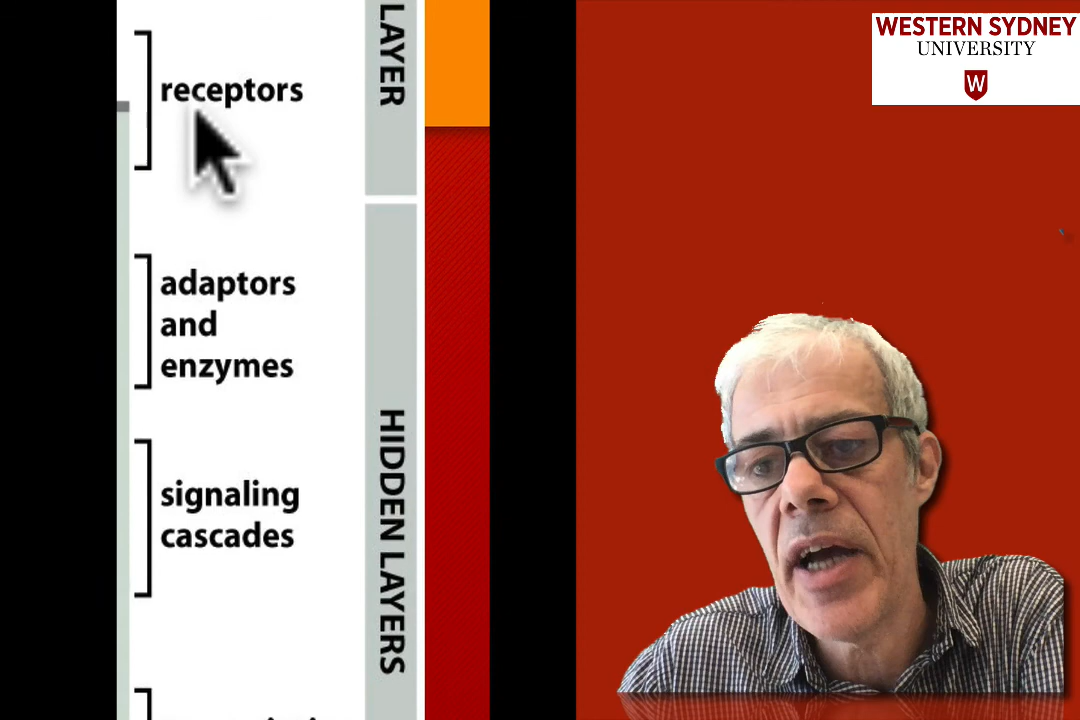 receptors
adaptors
and
enzymes
signaling
cascades
LAYER
HIDDEN LAYERS
WESTERN SYDNEY
UNIVERSITY
W